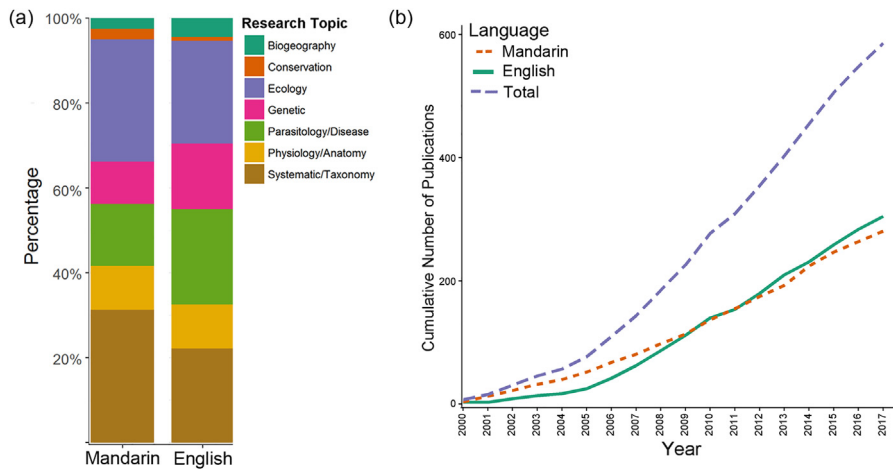 (a)
100%
80%
60%
40%
20%
Percentage
Mandarin
English
Research Topic
Biogeography
Conservation
Ecology
Genetic
Parasitology/Disease
Physiology/Anatomy
Systematic/Taxonomy
(b)
Language
Mandarin
English
Total
600
400
200
0
Cumulative Number of Publications
2000
2001
2002
2003
2004
2005
2006
2007
2008
2009
2010
2011
2012
2013
2014
2015
2016
2017
Year